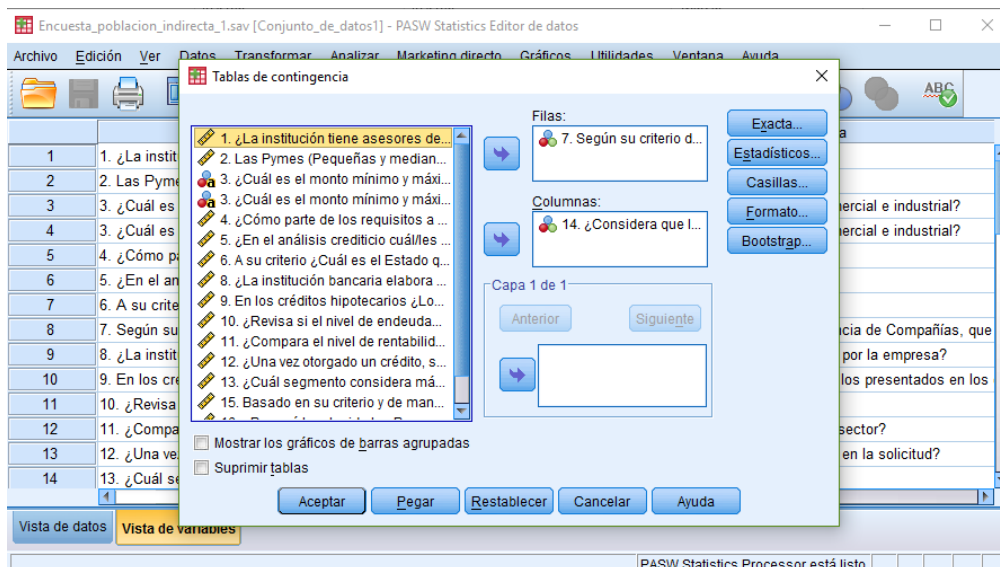 Encuesta_poblacion_indirecta_1.sav [Conjunto_de_datos1] - PASW Statistics Editor de datos
Archivo Edición Ver Datos Transformar Analizar Marketing directo Gráficos Utilidades Ventana Ayuda
Tablas de contingencia
1. ¿La institución tiene asesores de...
2. Las Pymes (Pequeñas y median...
3. ¿Cuál es el monto mínimo y máxi...
3. ¿Cuál es el monto mínimo y máxi...
4. ¿Cómo parte de los requisitos a ...
5. ¿En el análisis crediticio cuál/les ...
6. A su criterio ¿Cuál es el Estado q...
8. ¿La institución bancaria elabora ...
9. En los créditos hipotecarios ¿Lo...
10. ¿Revisa si el nivel de endeuda...
11. ¿Compara el nivel de rentabilid...
12. ¿Una vez otorgado un crédito, s...
13. ¿Cuál segmento considera má...
15. Basado en su criterio y de man...
Filas:
7. Según su criterio d...
Columnas:
14. ¿Considera que l...
Capa 1 de 1
Anterior Siguiente
Exacta...
Estadísticos...
Casillas...
Formato...
Bootstrap...
Mostrar los gráficos de barras agrupadas
Suprimir tablas
Aceptar Pegar Restablecer Cancelar Ayuda
1 1. ¿La instit
2 2. Las Pyme
3 3. ¿Cuál es ercial e industrial?
4 3. ¿Cuál es ercial e industrial?
5 4. ¿Cómo pa
6 5. ¿En el an
7 6. A su crite
8 7. Según su cia de Compañías, que
9 8. ¿La instit por la empresa?
10 9. En los cré los presentados en los
11 10. ¿Revisa
12 11. ¿Compa sector?
13 12. ¿Una ve en la solicitud?
14 13. ¿Cuál se
Vista de datos Vista de variables
PASW Statistics Processor está listo